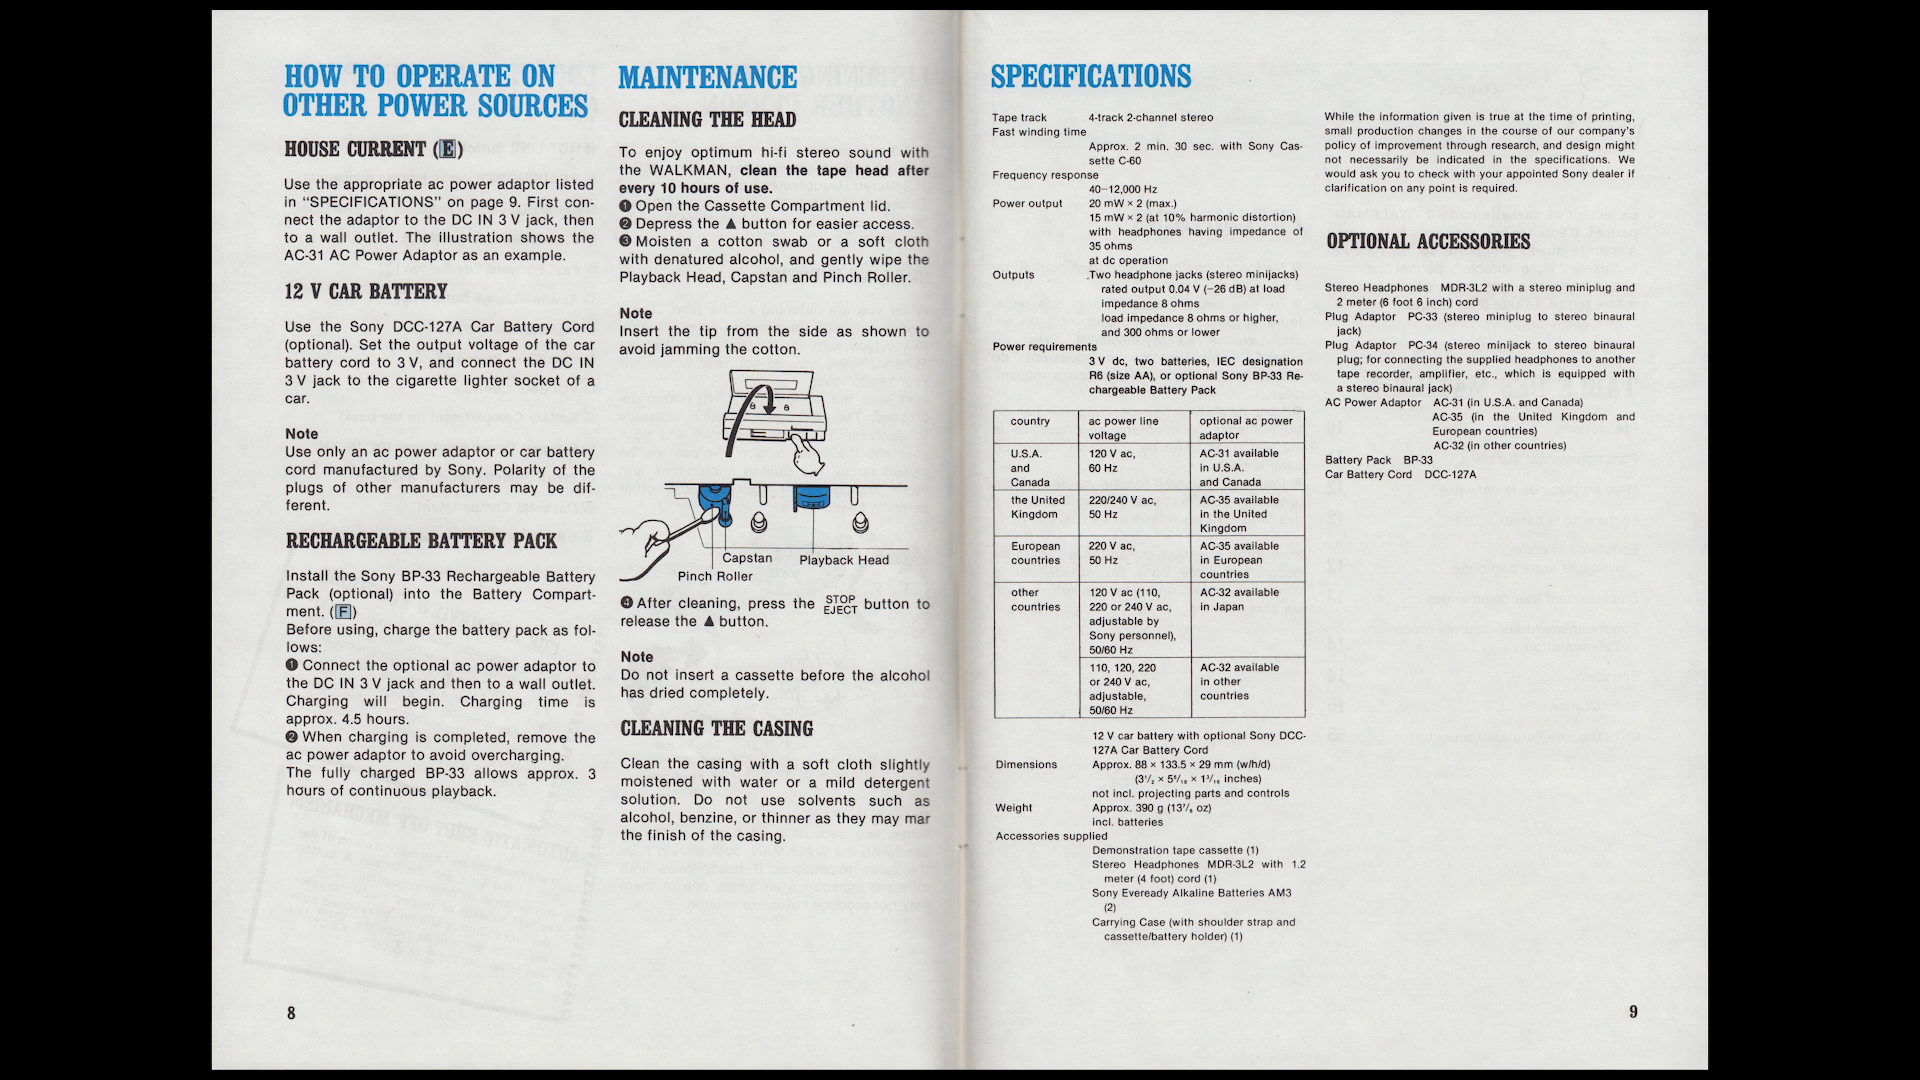 HOW TO OPERATE ON
OTHER POWER SOURCES
HOUSE CURRENT (E)
Use the appropriate ac power adaptor listed
in “SPECIFICATIONS” on page 9. First con-
nect the adaptor to the DC IN 3 V jack, then
to a wall outlet. The illustration shows the
AC-31 AC Power Adaptor as an example.
12 V CAR BATTERY
Use the Sony DCC-127A Car Battery Cord
(optional). Set the output voltage of the car
battery cord to 3 V, and connect the DC IN
3 V jack to the cigarette lighter socket of a
car.
Note
Use only an ac power adaptor or car battery
cord manufactured by Sony. Polarity of the
plugs of other manufacturers may be dif-
ferent.
RECHARGEABLE BATTERY PACK
Install the Sony BP-33 Rechargeable Battery
Pack (optional) into the Battery Compart-
ment. (F)
Before using, charge the battery pack as fol-
lows:
❶ Connect the optional ac power adaptor to
the DC IN 3 V jack and then to a wall outlet.
Charging will begin. Charging time is
approx. 4.5 hours.
❷ When charging is completed, remove the
ac power adaptor to avoid overcharging.
The fully charged BP-33 allows approx. 3
hours of continuous playback.
8
MAINTENANCE
CLEANING THE HEAD
To enjoy optimum hi-fi stereo sound with
the WALKMAN, clean the tape head after
every 10 hours of use.
❶ Open the Cassette Compartment lid.
❷ Depress the ▲ button for easier access.
❸ Moisten a cotton swab or a soft cloth
with denatured alcohol, and gently wipe the
Playback Head, Capstan and Pinch Roller.
Note
Insert the tip from the side as shown to
avoid jamming the cotton.
Capstan
Playback Head
Pinch Roller
❹ After cleaning, press the STOP EJECT button to
release the ▲ button.
Note
Do not insert a cassette before the alcohol
has dried completely.
CLEANING THE CASING
Clean the casing with a soft cloth slightly
moistened with water or a mild detergent
solution. Do not use solvents such as
alcohol, benzine, or thinner as they may mar
the finish of the casing.
SPECIFICATIONS
Tape track 4-track 2-channel stereo
Fast winding time
Approx. 2 min. 30 sec. with Sony Cas-
sette C-60
Frequency response
40–12,000 Hz
Power output 20 mW × 2 (max.)
15 mW × 2 (at 10% harmonic distortion)
with headphones having impedance of
35 ohms
at dc operation
Outputs Two headphone jacks (stereo minijacks)
rated output 0.04 V (–26 dB) at load
impedance 8 ohms
load impedance 8 ohms or higher,
and 300 ohms or lower
Power requirements
3 V dc, two batteries, IEC designation
R6 (size AA), or optional Sony BP-33 Re-
chargeable Battery Pack
country ac power line optional ac power
voltage adaptor
U.S.A. 120 V ac, AC-31 available
and 60 Hz in U.S.A.
Canada and Canada
the United 220/240 V ac, AC-35 available
Kingdom 50 Hz in the United
Kingdom
European 220 V ac, AC-35 available
countries 50 Hz in European
countries
other 120 V ac (110, AC-32 available
countries 220 or 240 V ac, in Japan
adjustable by
Sony personnel),
50/60 Hz
110, 120, 220 AC-32 available
or 240 V ac, in other
adjustable, countries
50/60 Hz
12 V car battery with optional Sony DCC-
127A Car Battery Cord
Dimensions Approx. 88 × 133.5 × 29 mm (w/h/d)
(3 1/2 × 5 5/16 × 1 3/16 inches)
not incl. projecting parts and controls
Weight Approx. 390 g (13 7/8 oz)
incl. batteries
Accessories supplied
Demonstration tape cassette (1)
Stereo Headphones MDR-3L2 with 1.2
meter (4 foot) cord (1)
Sony Eveready Alkaline Batteries AM3
(2)
Carrying Case (with shoulder strap and
cassette/battery holder) (1)
While the information given is true at the time of printing,
small production changes in the course of our company’s
policy of improvement through research, and design might
not necessarily be indicated in the specifications. We
would ask you to check with your appointed Sony dealer if
clarification on any point is required.
OPTIONAL ACCESSORIES
Stereo Headphones MDR-3L2 with a stereo miniplug and
2 meter (6 foot 6 inch) cord
Plug Adaptor PC-33 (stereo miniplug to stereo binaural
jack)
Plug Adaptor PC-34 (stereo minijack to stereo binaural
plug; for connecting the supplied headphones to another
tape recorder, amplifier, etc., which is equipped with
a stereo binaural jack)
AC Power Adaptor AC-31 (in U.S.A. and Canada)
AC-35 (in the United Kingdom and
European countries)
AC-32 (in other countries)
Battery Pack BP-33
Car Battery Cord DCC-127A
9